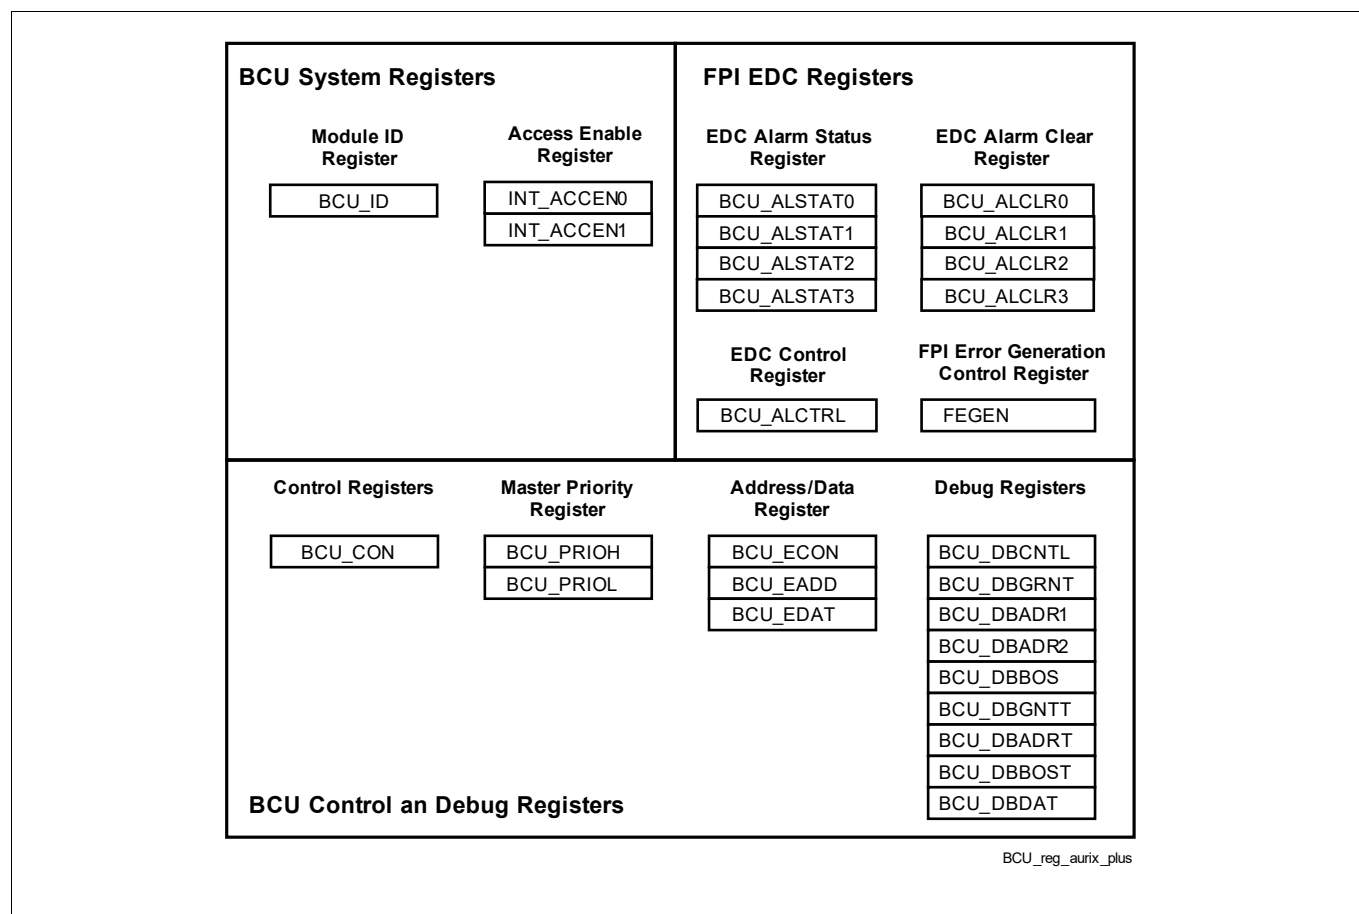 BCU System Registers
Module ID
Register
BCU_ID
Access Enable
Register
INT_ACCEN0
INT_ACCEN1
FPI EDC Registers
EDC Alarm Status
Register
BCU_ALSTAT0
BCU_ALSTAT1
BCU_ALSTAT2
BCU_ALSTAT3
EDC Alarm Clear
Register
BCU_ALCLR0
BCU_ALCLR1
BCU_ALCLR2
BCU_ALCLR3
EDC Control
Register
BCU_ALCTRL
FPI Error Generation
Control Register
FEGEN
Control Registers
BCU_CON
Master Priority
Register
BCU_PRIOH
BCU_PRIOL
Address/Data
Register
BCU_ECON
BCU_EADD
BCU_EDAT
Debug Registers
BCU_DBCNTL
BCU_DBGRNT
BCU_DBADR1
BCU_DBADR2
BCU_DBBOS
BCU_DBGNTT
BCU_DBADRT
BCU_DBBOST
BCU_DBDAT
BCU Control an Debug Registers
BCU_reg_aurix_plus